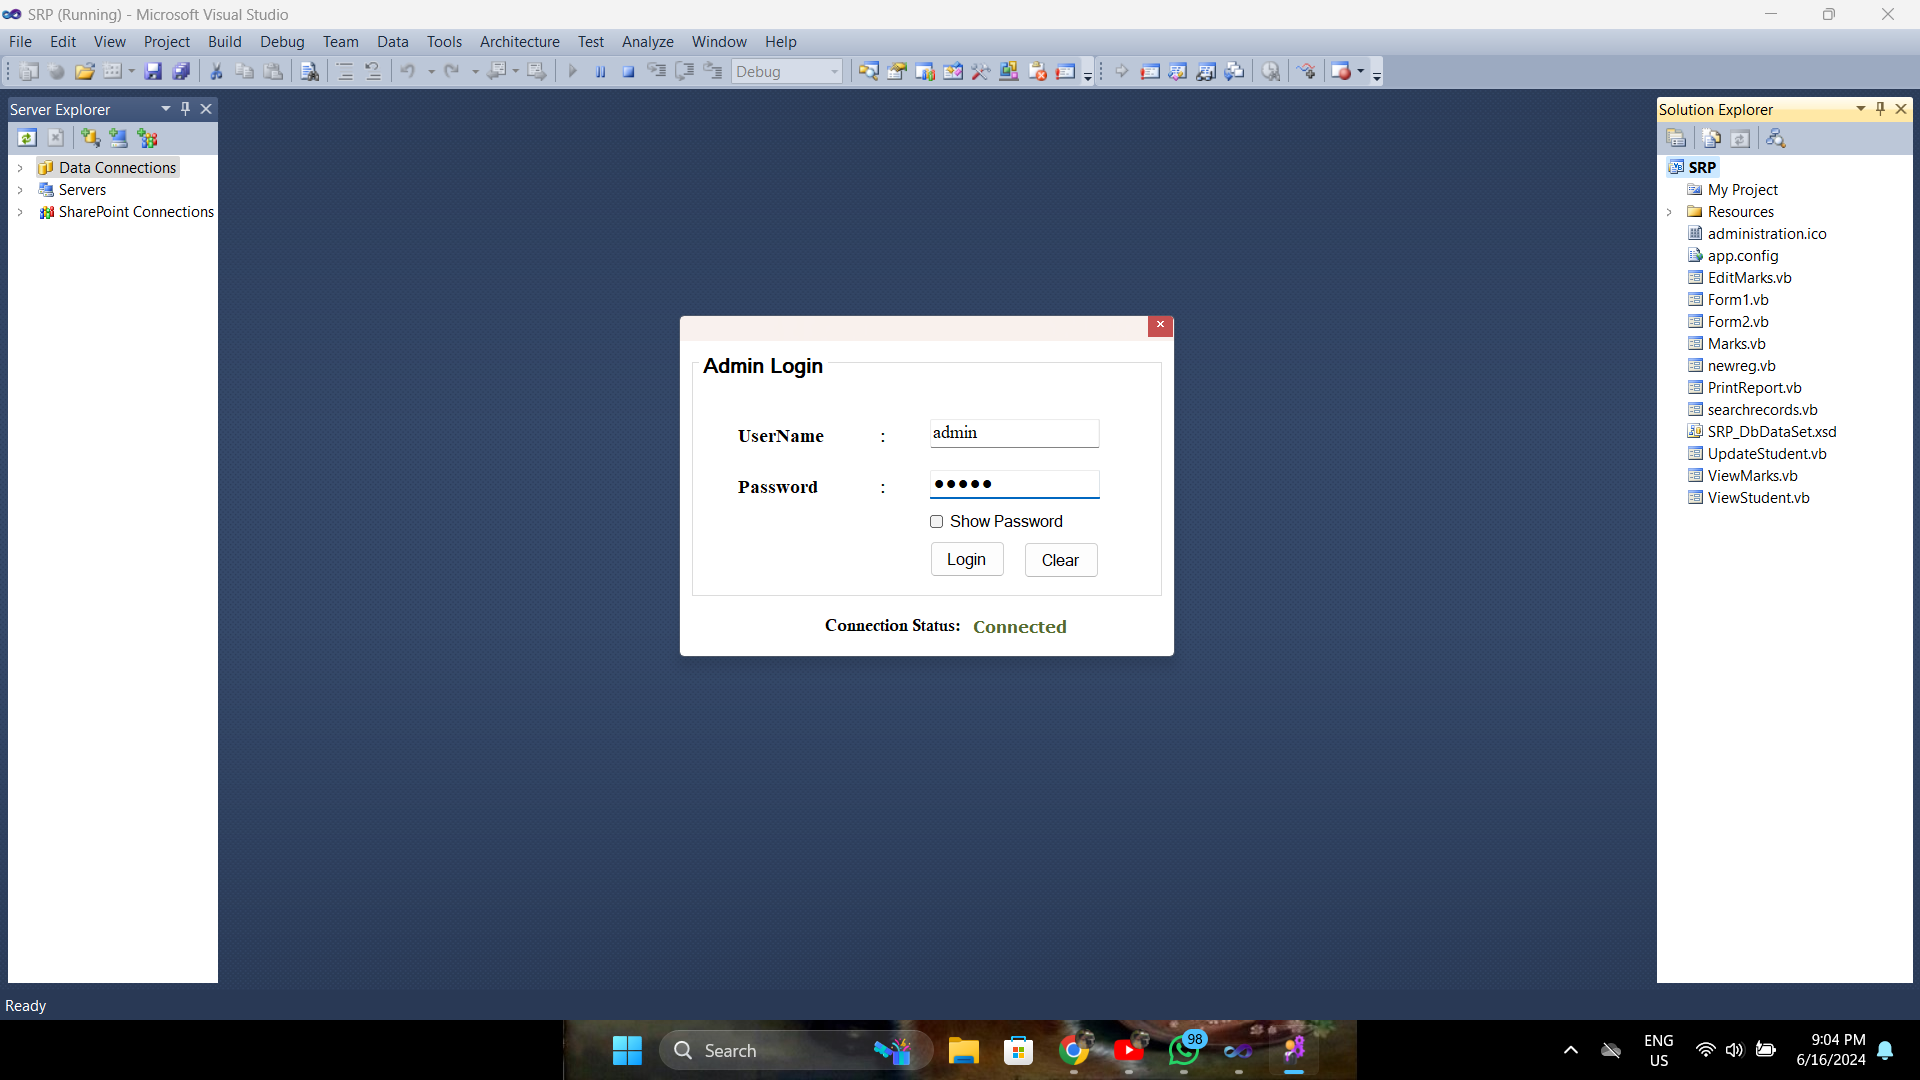 SRP (Running) - Microsoft Visual Studio
File Edit View Project Build Debug Team Data Tools Architecture Test Analyze Window Help
Debug
Server Explorer
Data Connections
Servers
SharePoint Connections
Admin Login
UserName : admin
Password : ●●●●●
Show Password
Login Clear
Connection Status: Connected
Solution Explorer
SRP
My Project
Resources
administration.ico
app.config
EditMarks.vb
Form1.vb
Form2.vb
Marks.vb
newreg.vb
PrintReport.vb
searchrecords.vb
SRP_DbDataSet.xsd
UpdateStudent.vb
ViewMarks.vb
ViewStudent.vb
Ready
Search
98
ENG
US
9:04 PM
6/16/2024